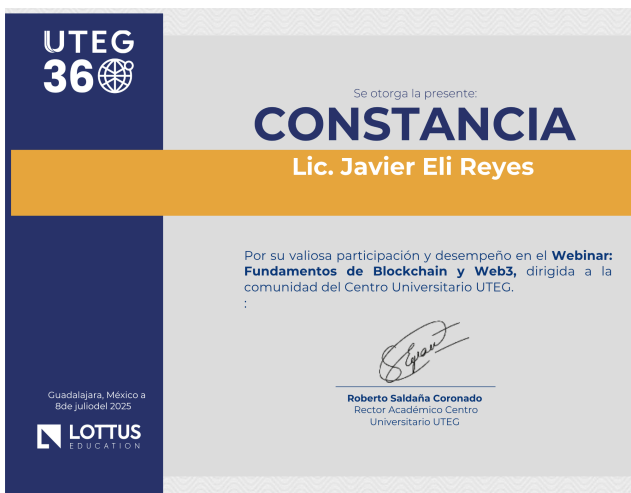 UTEG
360
Se otorga la presente:
CONSTANCIA
Lic. Javier Eli Reyes
Por su valiosa participación y desempeño en el Webinar:
Fundamentos de Blockchain y Web3, dirigida a la
comunidad del Centro Universitario UTEG.
:
Roberto Saldaña Coronado
Rector Académico Centro
Universitario UTEG
Guadalajara, México a
8de juliodel 2025
LOTTUS
EDUCATION